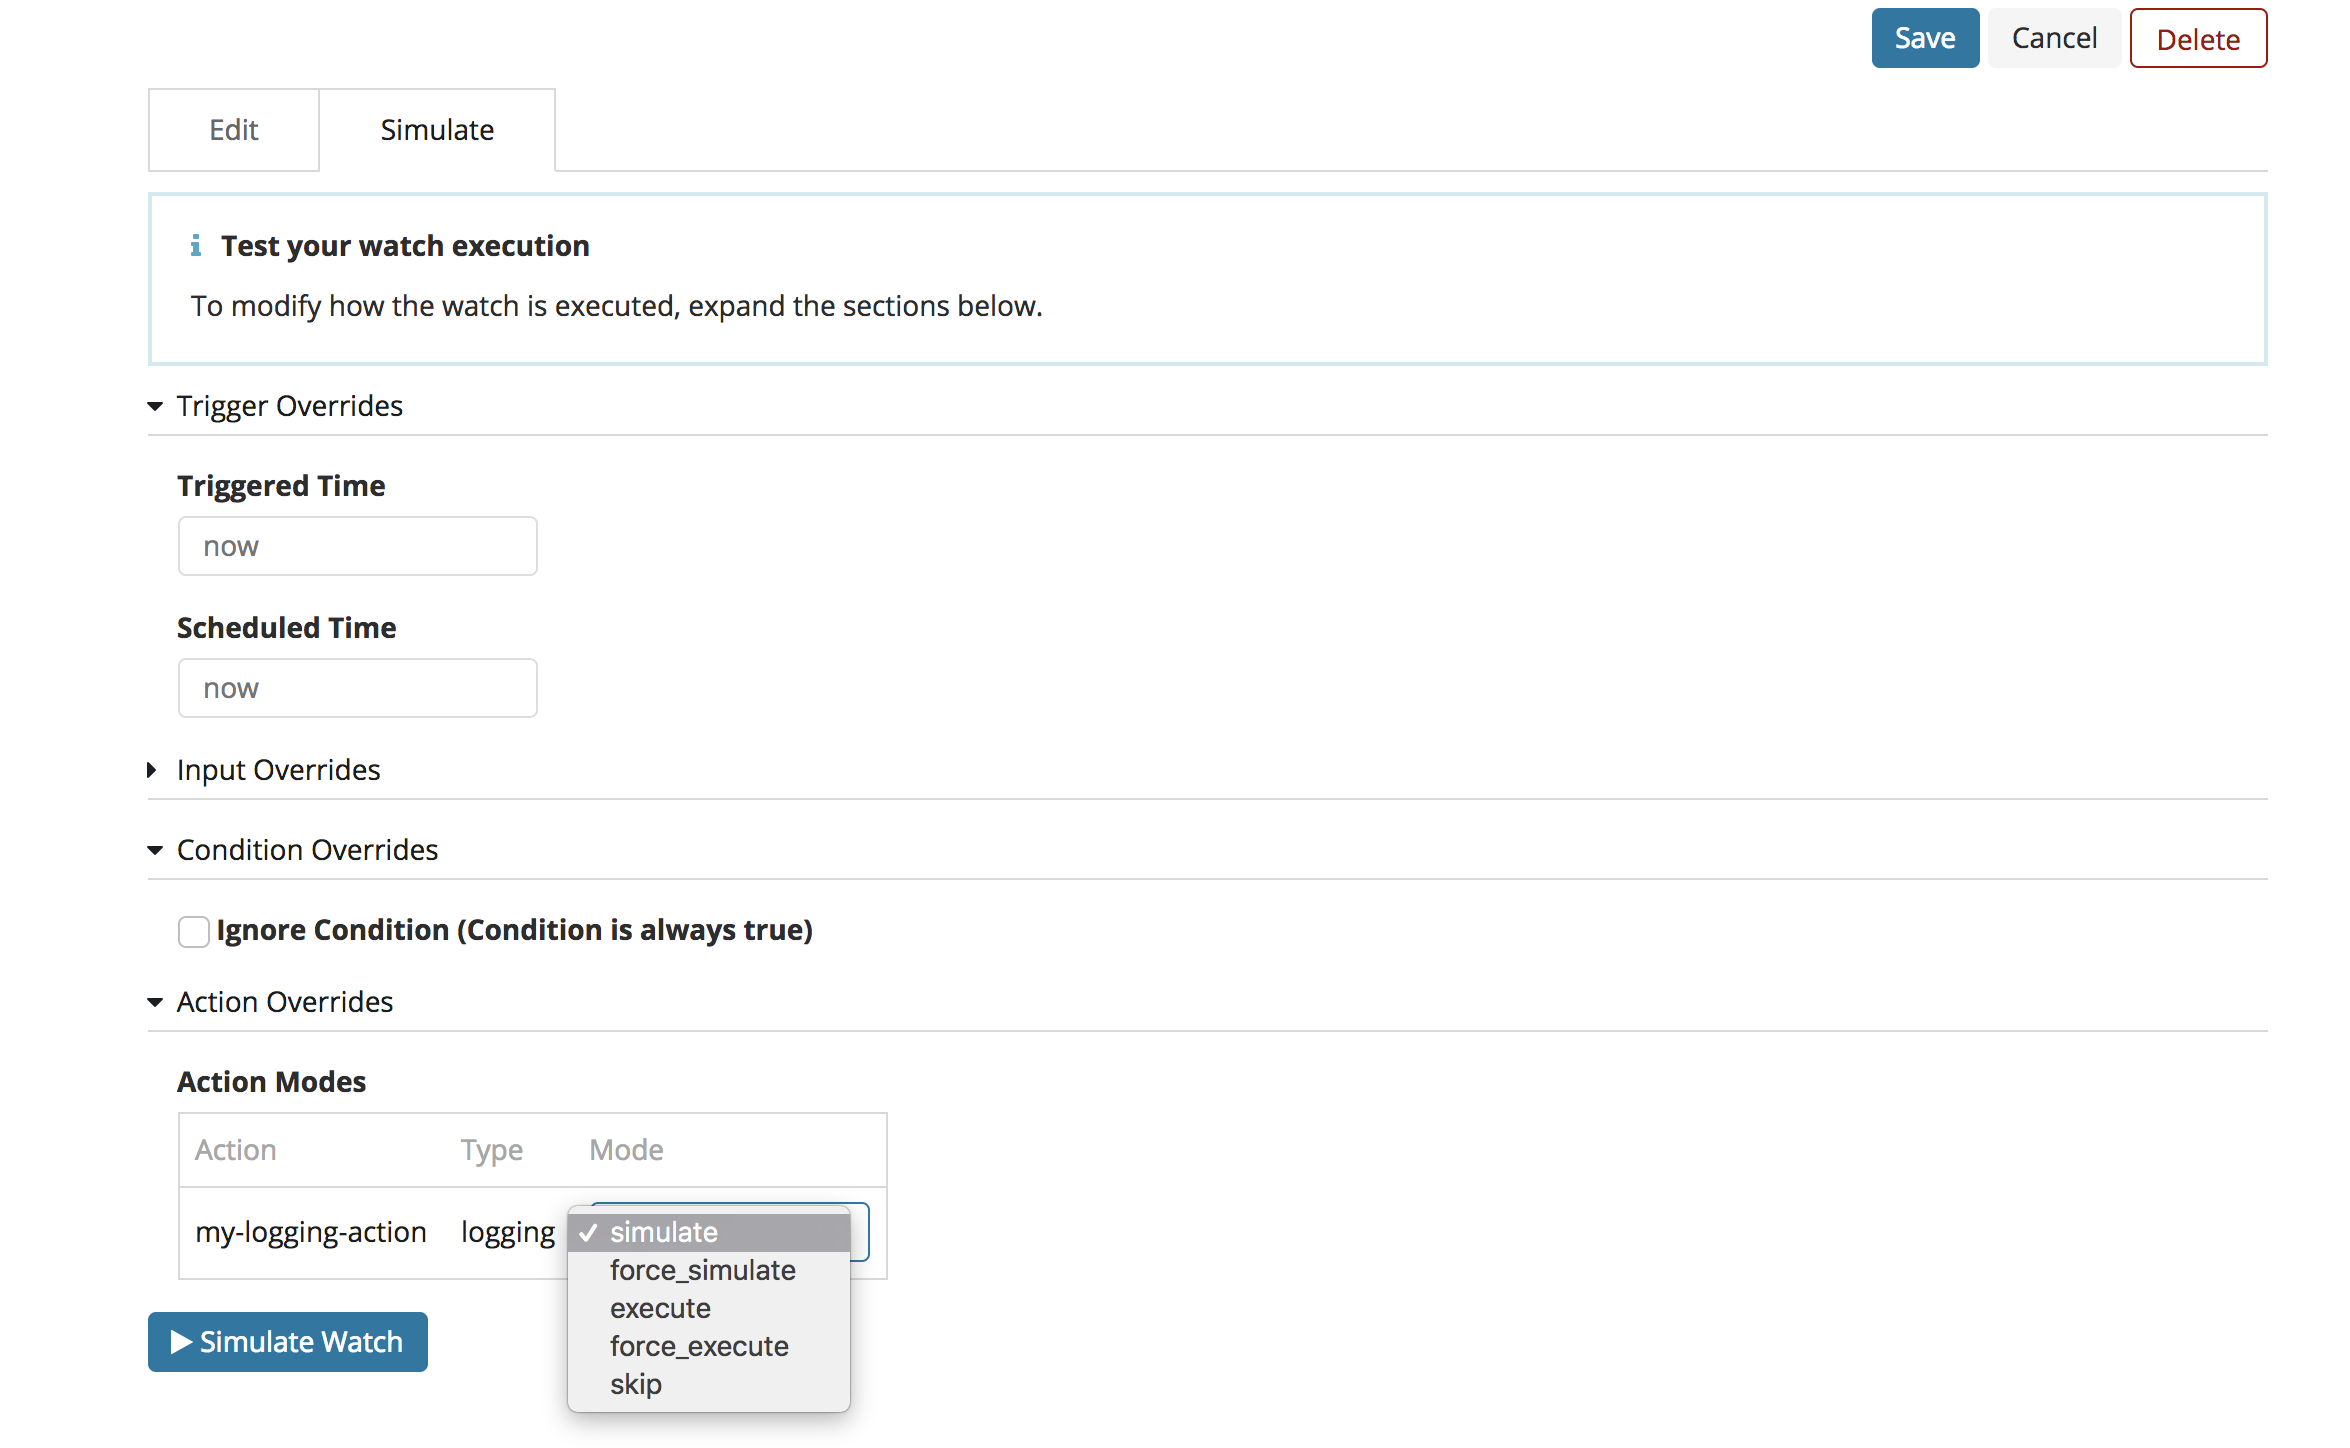 Save Cancel Delete
Edit Simulate
Test your watch execution
To modify how the watch is executed, expand the sections below.
Trigger Overrides
Triggered Time
now
Scheduled Time
now
Input Overrides
Condition Overrides
Ignore Condition (Condition is always true)
Action Overrides
Action Modes
Action Type Mode
my-logging-action logging simulate
force_simulate
execute
force_execute
skip
Simulate Watch